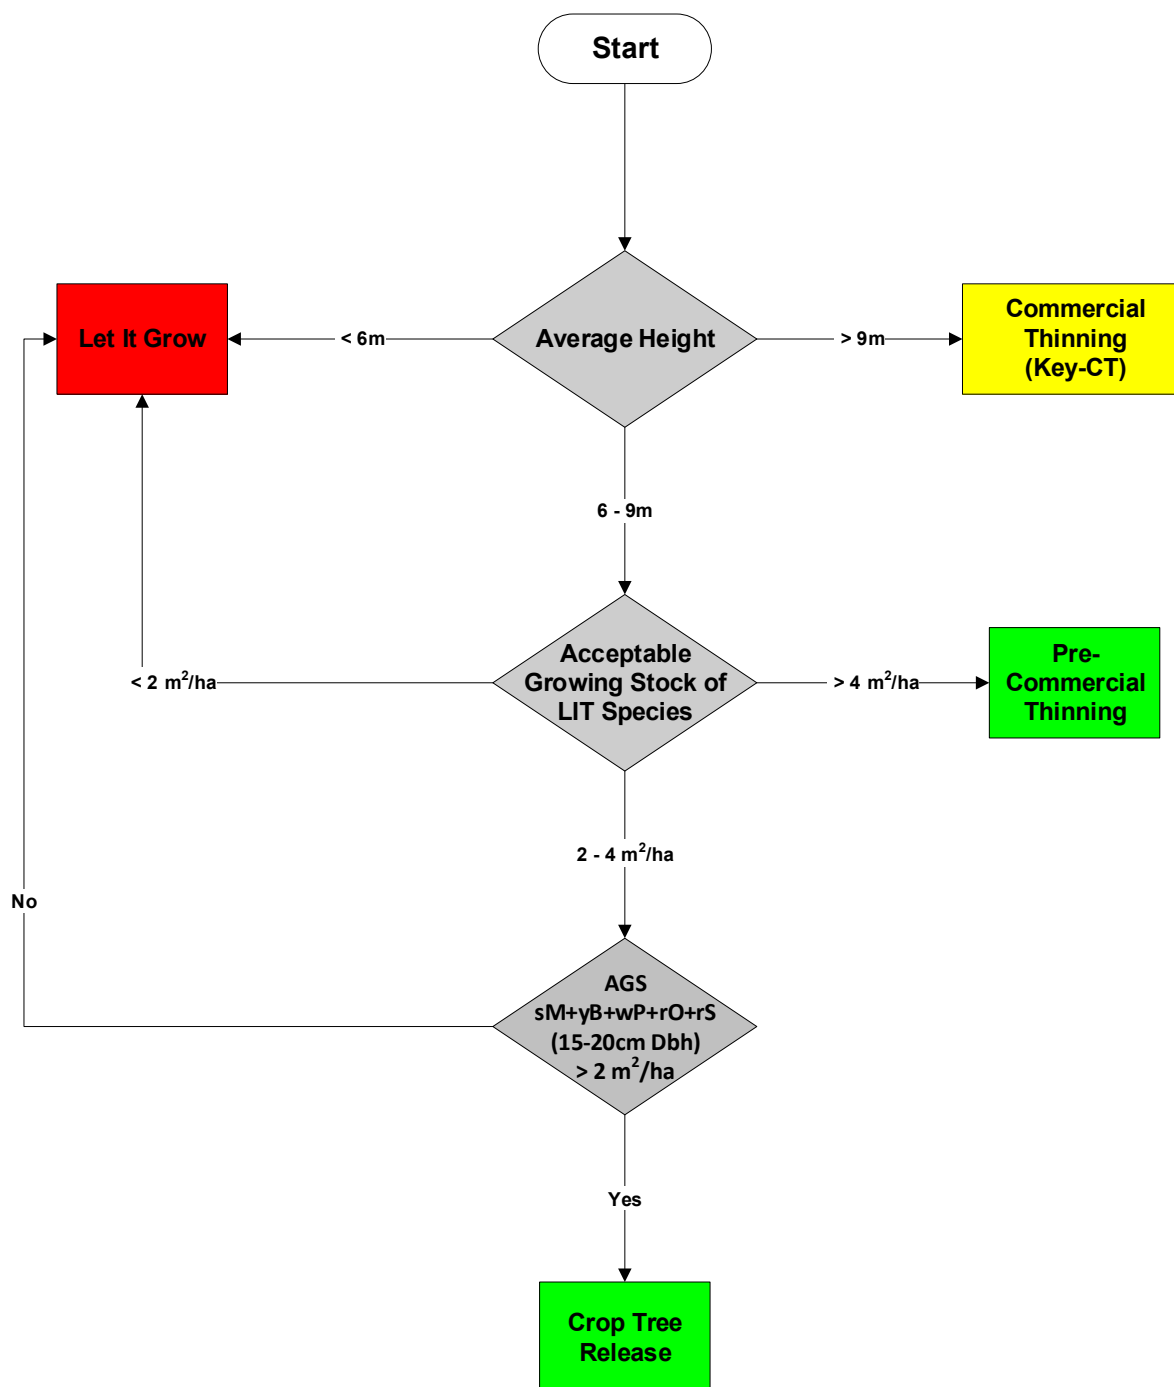 Start
Let It Grow
< 6m
Average Height
> 9m
Commercial
Thinning
(Key-CT)
6 - 9m
< 2 m²/ha
Acceptable
Growing Stock of
LIT Species
> 4 m²/ha
Pre-
Commercial
Thinning
2 - 4 m²/ha
No
AGS
sM+yB+wP+rO+rS
(15-20cm Dbh)
> 2 m²/ha
Yes
Crop Tree
Release